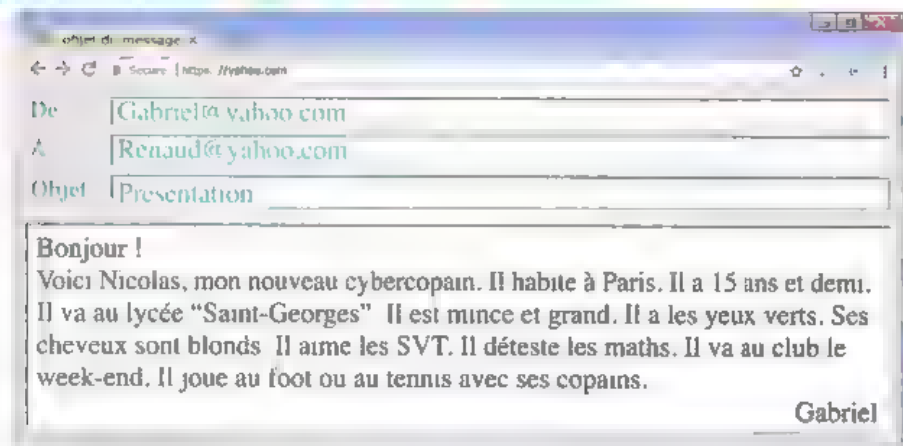 objet du message x
Secure | https://yahoo.com
De Gabriel@yahoo.com
A Renaud@yahoo.com
Objet Presentation
Bonjour !
Voici Nicolas, mon nouveau cybercopain. Il habite à Paris. Il a 15 ans et demi.
Il va au lycée “Saint-Georges” Il est mince et grand. Il a les yeux verts. Ses
cheveux sont blonds Il aime les SVT. Il déteste les maths. Il va au club le
week-end. Il joue au foot ou au tennis avec ses copains.
Gabriel